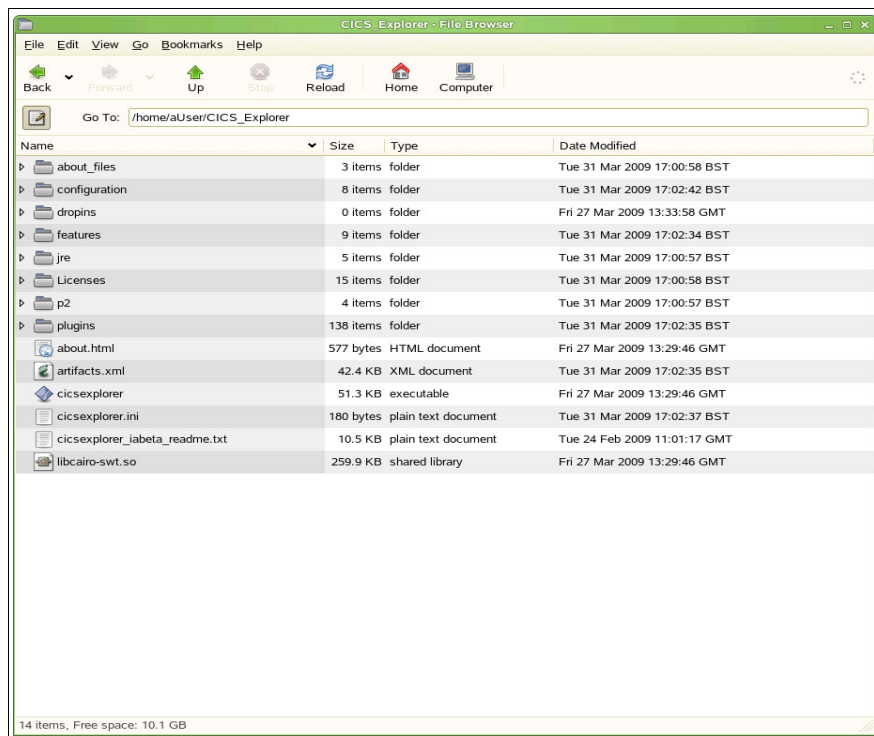 CICS_Explorer - File Browser
File Edit View Go Bookmarks Help
Back Forward Up Stop Reload Home Computer
Go To: /home/aUser/CICS_Explorer
Name Size Type Date Modified
about_files 3 items folder Tue 31 Mar 2009 17:00:58 BST
configuration 8 items folder Tue 31 Mar 2009 17:02:42 BST
dropins 0 items folder Fri 27 Mar 2009 13:33:58 GMT
features 9 items folder Tue 31 Mar 2009 17:02:34 BST
jre 5 items folder Tue 31 Mar 2009 17:00:57 BST
Licenses 15 items folder Tue 31 Mar 2009 17:00:58 BST
p2 4 items folder Tue 31 Mar 2009 17:00:57 BST
plugins 138 items folder Tue 31 Mar 2009 17:02:35 BST
about.html 577 bytes HTML document Fri 27 Mar 2009 13:29:46 GMT
artifacts.xml 42.4 KB XML document Tue 31 Mar 2009 17:02:35 BST
cicsexplorer 51.3 KB executable Fri 27 Mar 2009 13:29:46 GMT
cicsexplorer.ini 180 bytes plain text document Tue 31 Mar 2009 17:02:37 BST
cicsexplorer_iabeta_readme.txt 10.5 KB plain text document Tue 24 Feb 2009 11:01:17 GMT
libcairo-swt.so 259.9 KB shared library Fri 27 Mar 2009 13:29:46 GMT
14 items, Free space: 10.1 GB